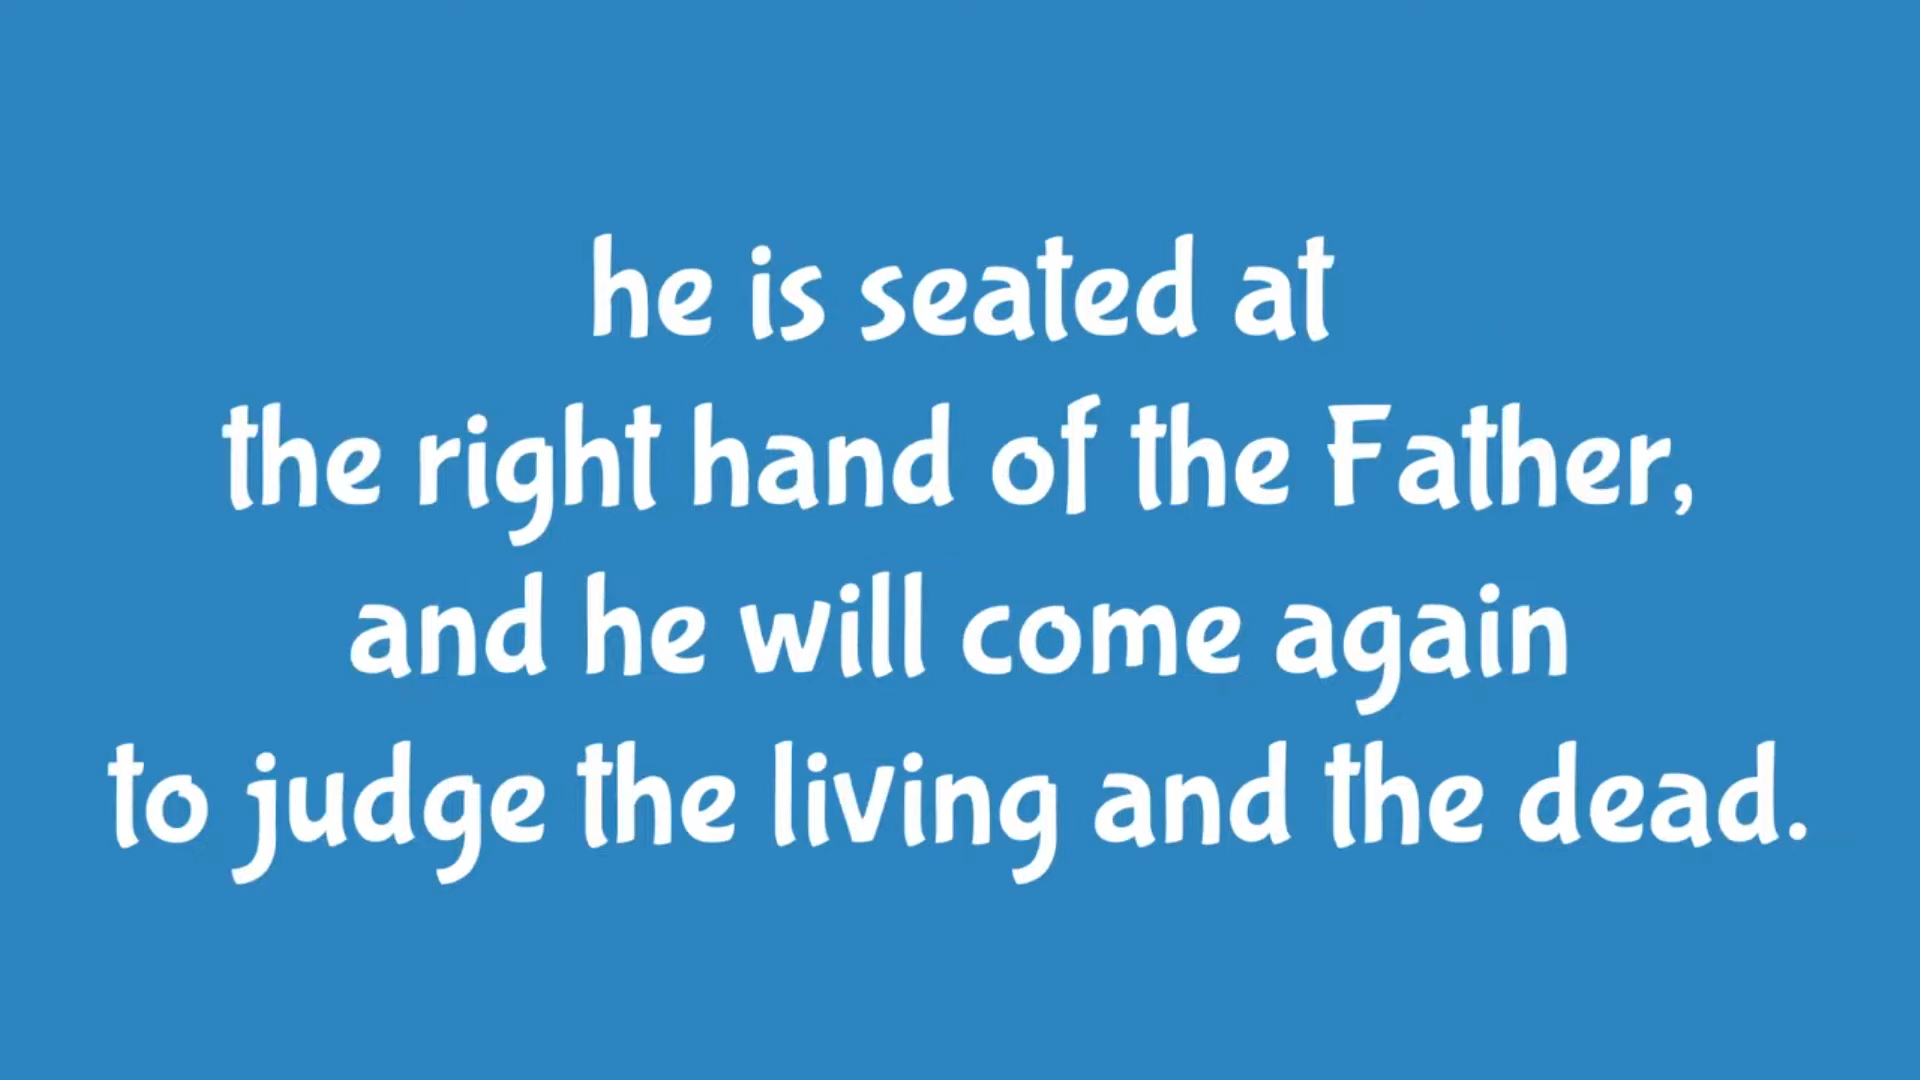 he is seated at
the right hand of the Father,
and he will come again
to judge the living and the dead.